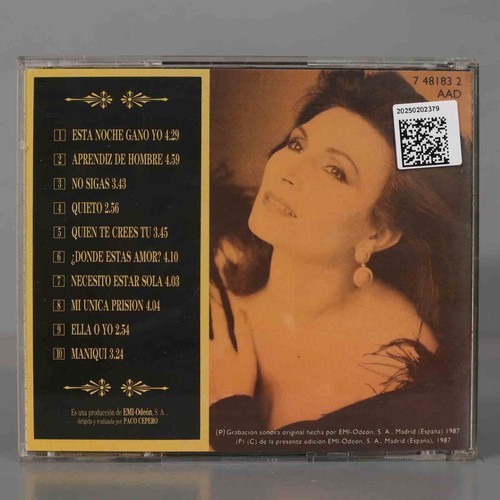 7 48183 2
AAD
20250202379
1 ESTA NOCHE GANO YO 4.29
2 APRENDIZ DE HOMBRE 4.59
3 NO SIGAS 3.43
4 QUIETO 2.56
5 QUIEN TE CREES TU 3.45
6 ¿DONDE ESTAS AMOR? 4.10
7 NECESITO ESTAR SOLA 4.03
8 MI UNICA PRISION 4.04
9 ELLA O YO 2.54
10 MANIQUI 3.24
Es una producción de EMI-Odeón, S. A.
dirigida y realizada por PACO CEPERO
(P) Grabación sonora original hecha por EMI-Odeón, S. A., Madrid (España) 1987
(P) (C) de la presente edición EMI-Odeón, S. A., Madrid (España), 1987